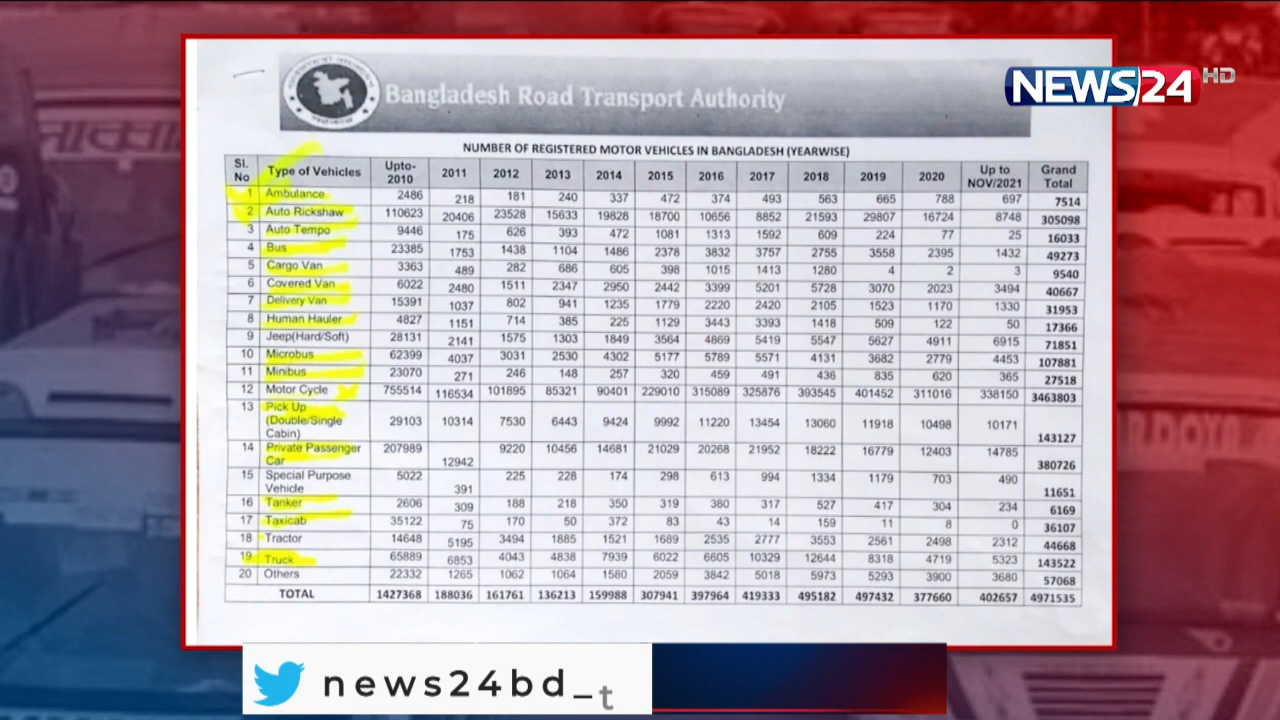 NEWS24 HD
Bangladesh Road Transport Authority
NUMBER OF REGISTERED MOTOR VEHICLES IN BANGLADESH (YEARWISE)
Sl. No Type of Vehicles Upto-2010 2011 2012 2013 2014 2015 2016 2017 2018 2019 2020 Up to NOV/2021 Grand Total
1 Ambulance 2486 218 181 240 337 472 374 493 563 665 788 697 7514
2 Auto Rickshaw 110623 20406 23528 15633 19828 18700 10656 8852 21593 29807 16724 8748 305098
3 Auto Tempo 9446 175 626 393 472 1081 1313 1592 609 224 77 25 16033
4 Bus 23385 1753 1438 1104 1486 2378 3832 3757 2755 3558 2395 1432 49273
5 Cargo Van 3363 489 282 686 605 398 1015 1413 1280 4 2 3 9540
6 Covered Van 6022 2480 1511 2347 2950 2442 3399 5201 5728 3070 2023 3494 40667
7 Delivery Van 15391 1037 802 941 1235 1779 2220 2420 2105 1523 1170 1330 31953
8 Human Hauler 4827 1151 714 385 225 1129 3443 3393 1418 509 122 50 17366
9 Jeep(Hard/Soft) 28131 2141 1575 1303 1849 3564 4869 5419 5547 5627 4911 6915 71851
10 Microbus 62399 4037 3031 2530 4302 5177 5789 5571 4131 3682 2779 4453 107881
11 Minibus 23070 271 246 148 257 320 459 491 436 835 620 365 27518
12 Motor Cycle 755514 116534 101895 85321 90401 229010 315089 325876 393545 401452 311016 338150 3463803
13 Pick Up (Double/Single Cabin) 29103 10314 7530 6443 9424 9992 11220 13454 13060 11918 10498 10171 143127
14 Private Passenger Car 207989 12942 9220 10456 14681 21029 20268 21952 18222 16779 12403 14785 380726
15 Special Purpose Vehicle 5022 391 225 228 174 298 613 994 1334 1179 703 490 11651
16 Tanker 2606 309 188 218 350 319 380 317 527 417 304 234 6169
17 Taxicab 35122 75 170 50 372 83 43 14 159 11 8 0 36107
18 Tractor 14648 5195 3494 1885 1521 1689 2535 2777 3553 2561 2498 2312 44668
19 Truck 65889 6853 4043 4838 7939 6022 6605 10329 12644 8318 4719 5323 143522
20 Others 22332 1265 1062 1064 1580 2059 3842 5018 5973 5293 3900 3680 57068
TOTAL 1427368 188036 161761 136213 159988 307941 397964 419333 495182 497432 377660 402657 4971535
news24bd_t